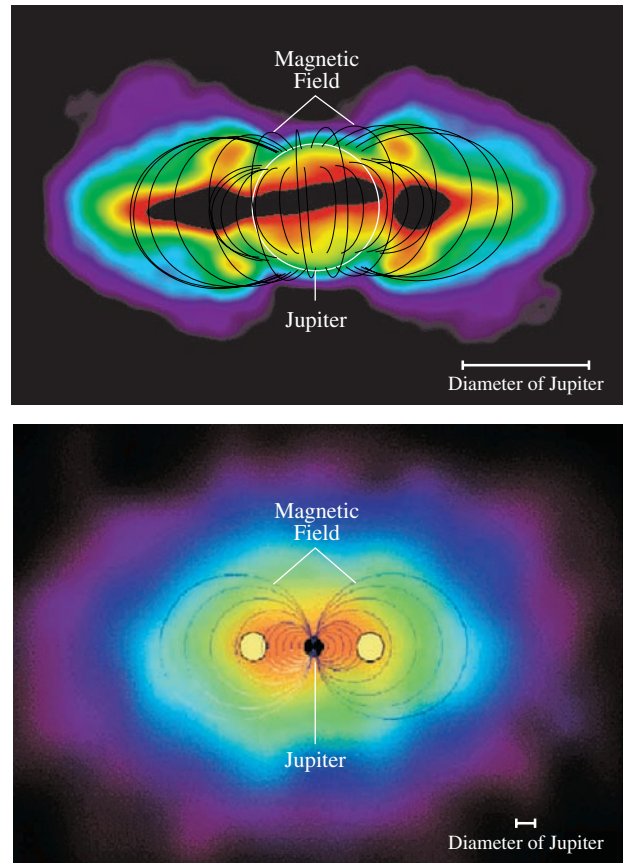 Magnetic
Field
Jupiter
Diameter of Jupiter
Magnetic
Field
Jupiter
Diameter of Jupiter